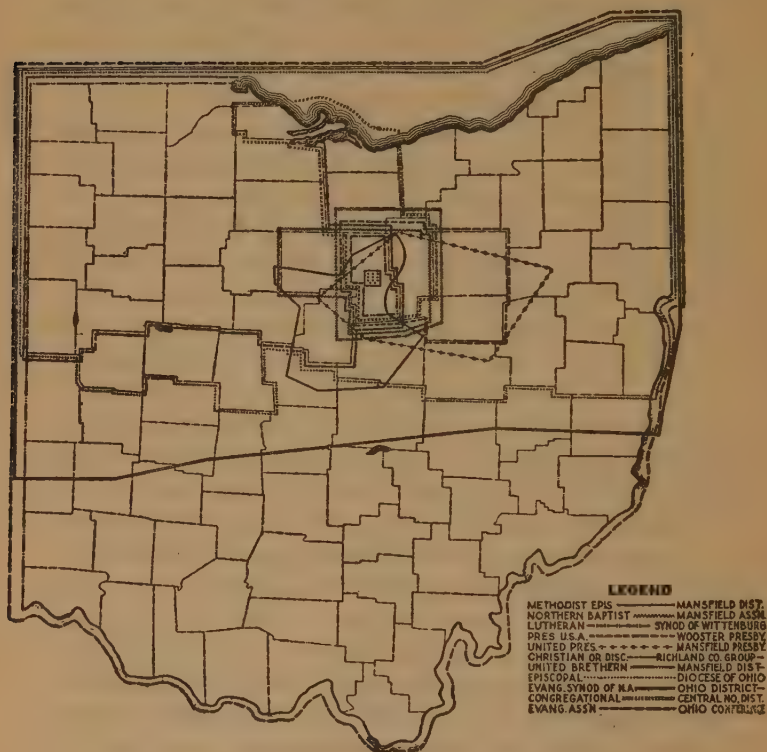 LEGEND
METHODIST EPIS MANSFIELD DIST.
NORTHERN BAPTIST MANSFIELD ASSN.
LUTHERAN SYNOD OF WITTENBURG
PRES U.S.A. WOOSTER PRESBY.
UNITED PRES. MANSFIELD PRESBY.
CHRISTIAN OR DISC. RICHLAND CO. GROUP
UNITED BRETHERN MANSFIELD DIST
EPISCOPAL DIOCESE OF OHIO
EVANG. SYNOD OF N.A. OHIO DISTRICT
CONGREGATIONAL CENTRAL NO. DIST.
EVANG. ASS'N OHIO CONFERENCE